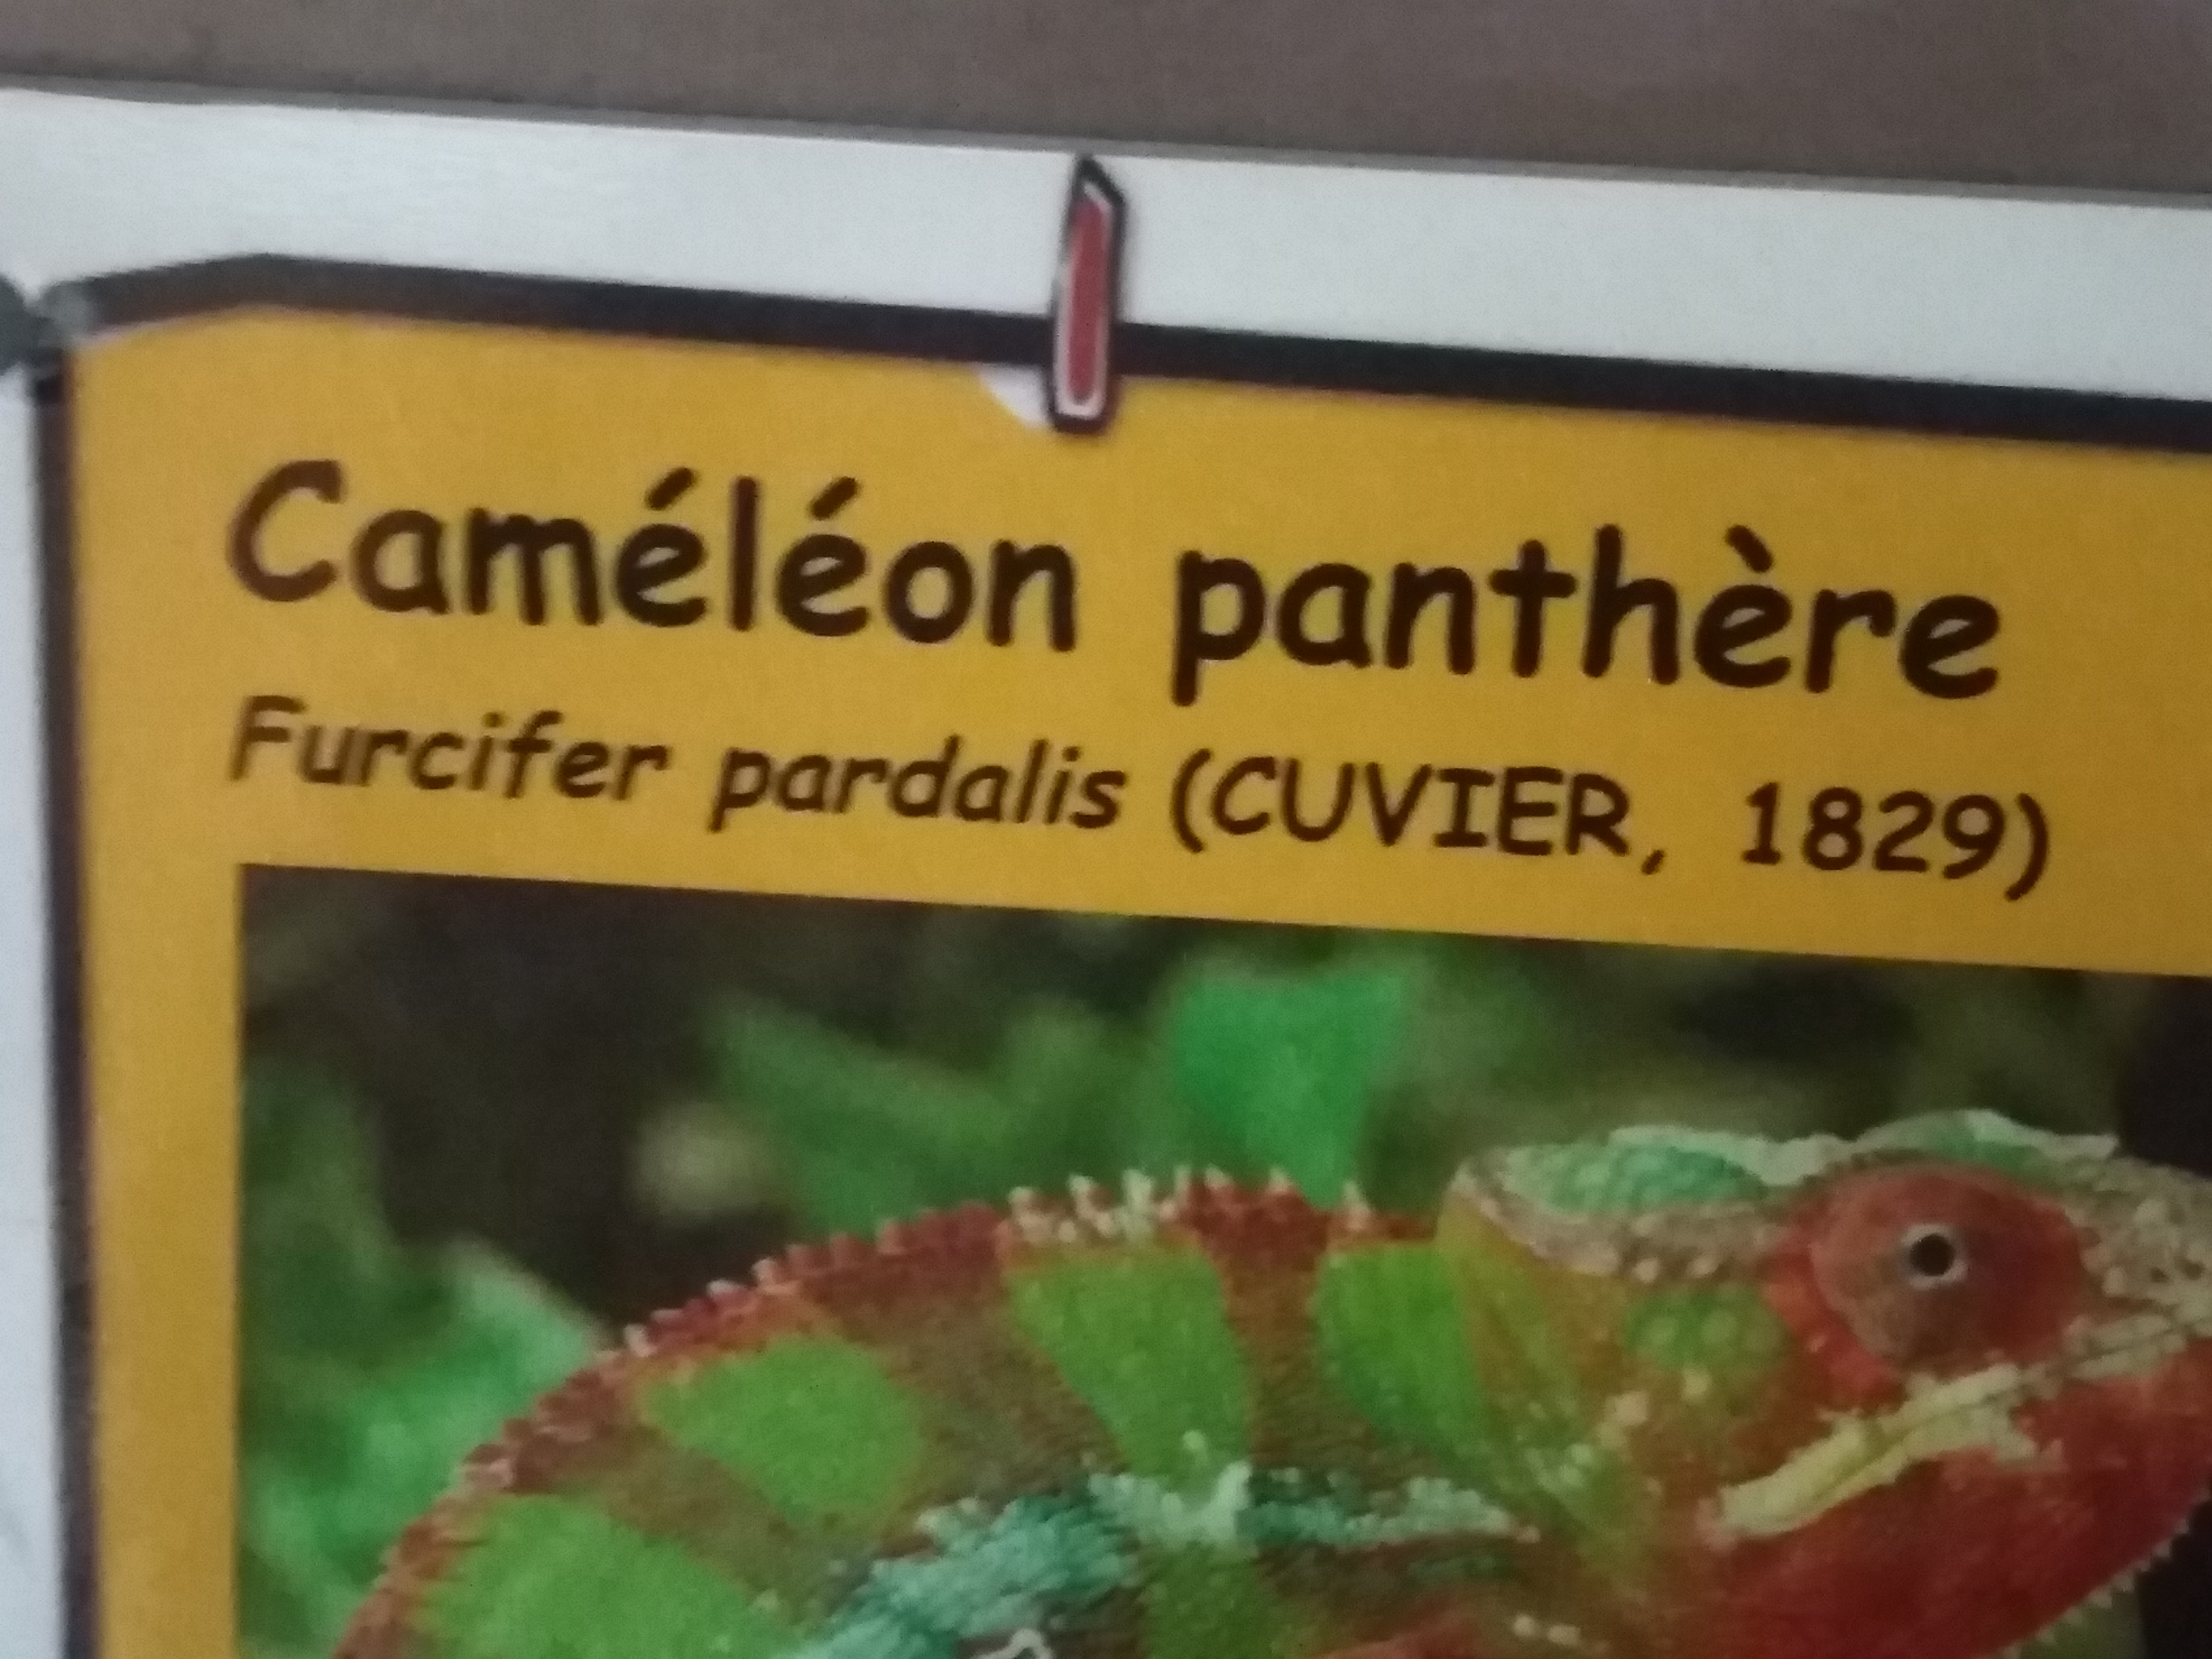 Caméléon panthère
Furcifer pardalis (CUVIER, 1829)